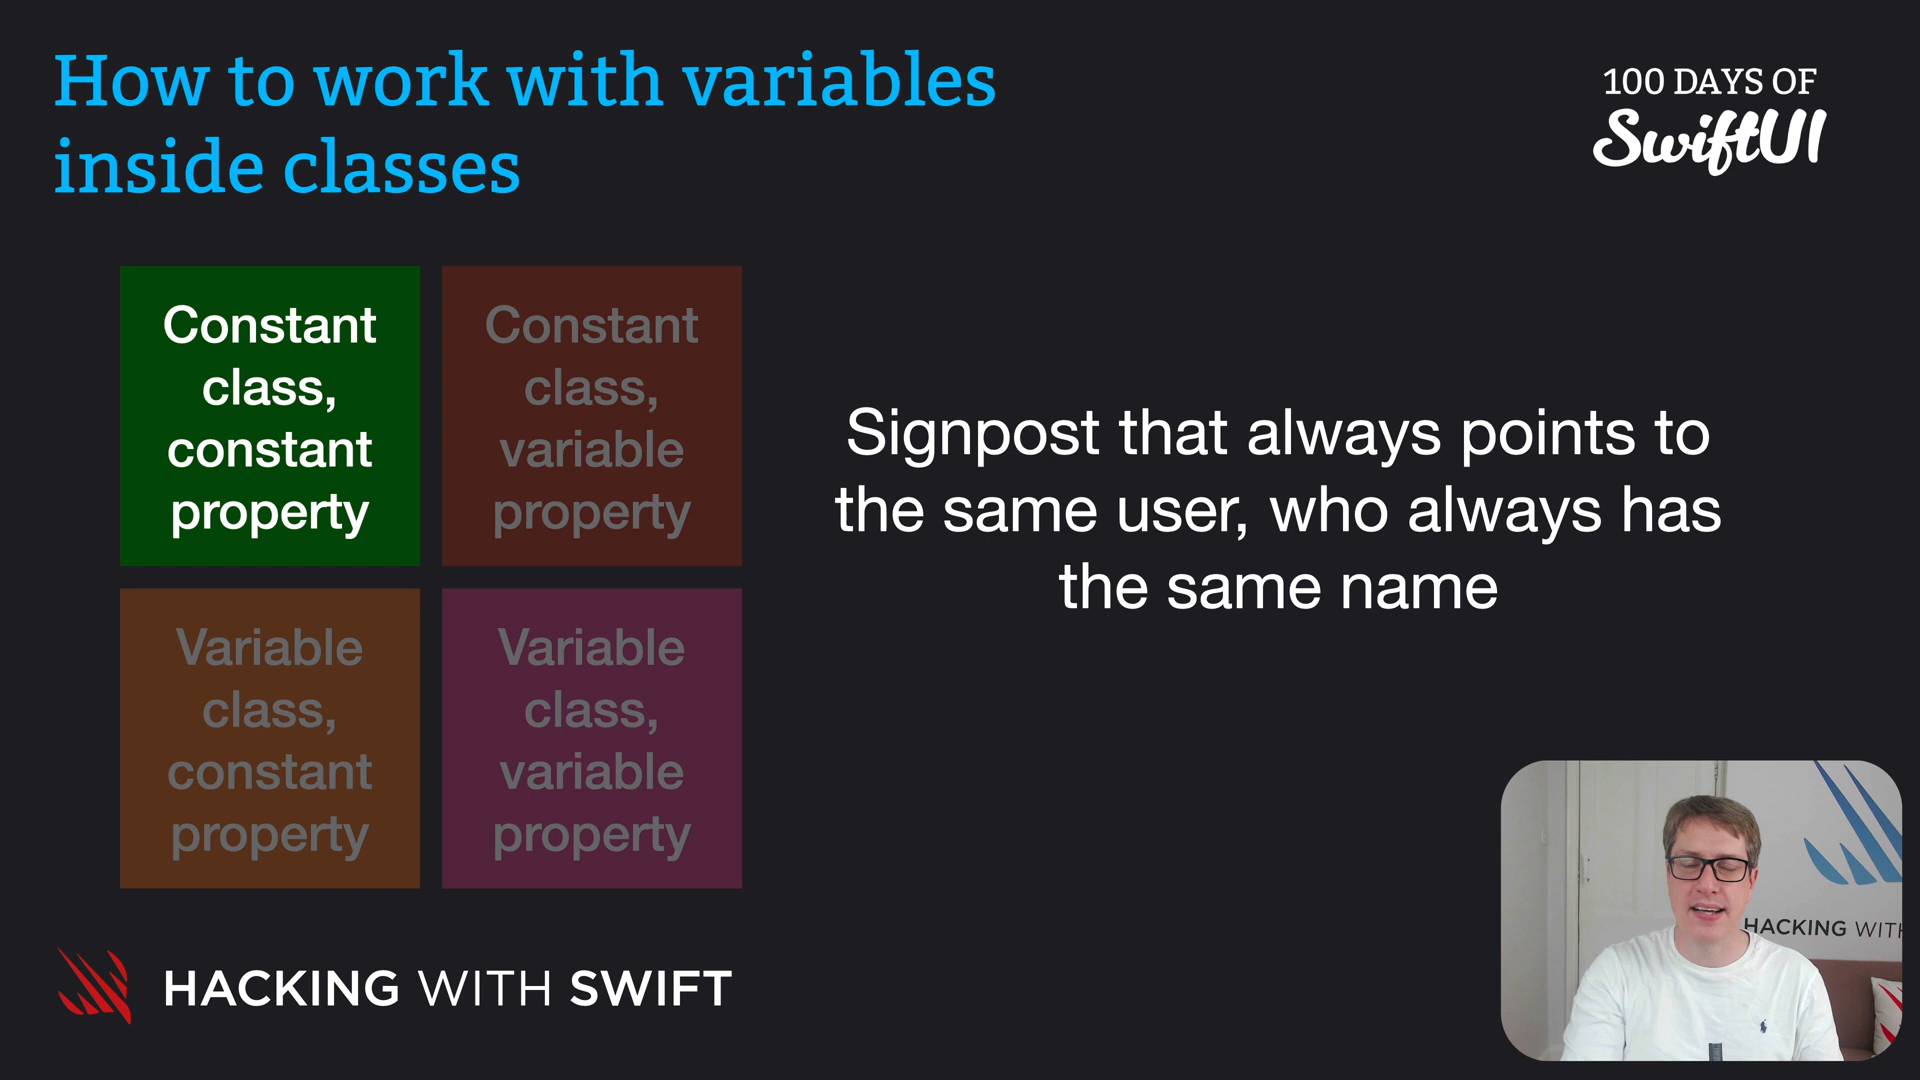 How to work with variables
inside classes
100 DAYS OF
SwiftUI
Constant
class,
constant
property
Constant
class,
variable
property
Variable
class,
constant
property
Variable
class,
variable
property
Signpost that always points to
the same user, who always has
the same name
HACKING WITH SWIFT
HACKING WITH